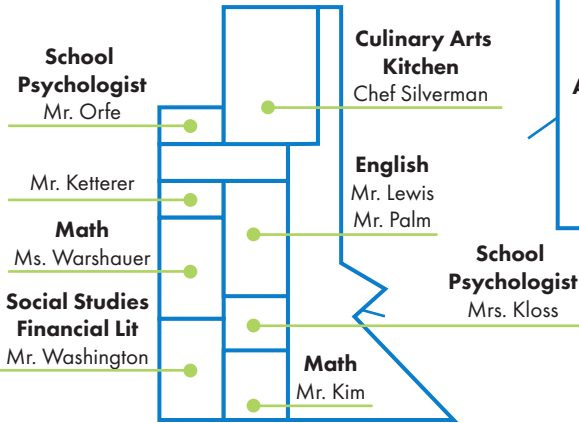 School
Psychologist
Mr. Orfe
Culinary Arts
Kitchen
Chef Silverman
A
Mr. Ketterer
English
Mr. Lewis
Mr. Palm
Math
Ms. Warshauer
School
Psychologist
Mrs. Kloss
Social Studies
Financial Lit
Mr. Washington
Math
Mr. Kim